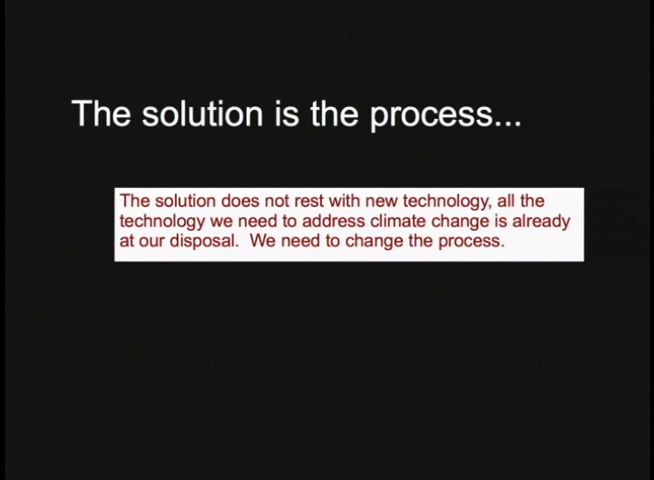 The solution is the process...
The solution does not rest with new technology, all the
technology we need to address climate change is already
at our disposal.  We need to change the process.